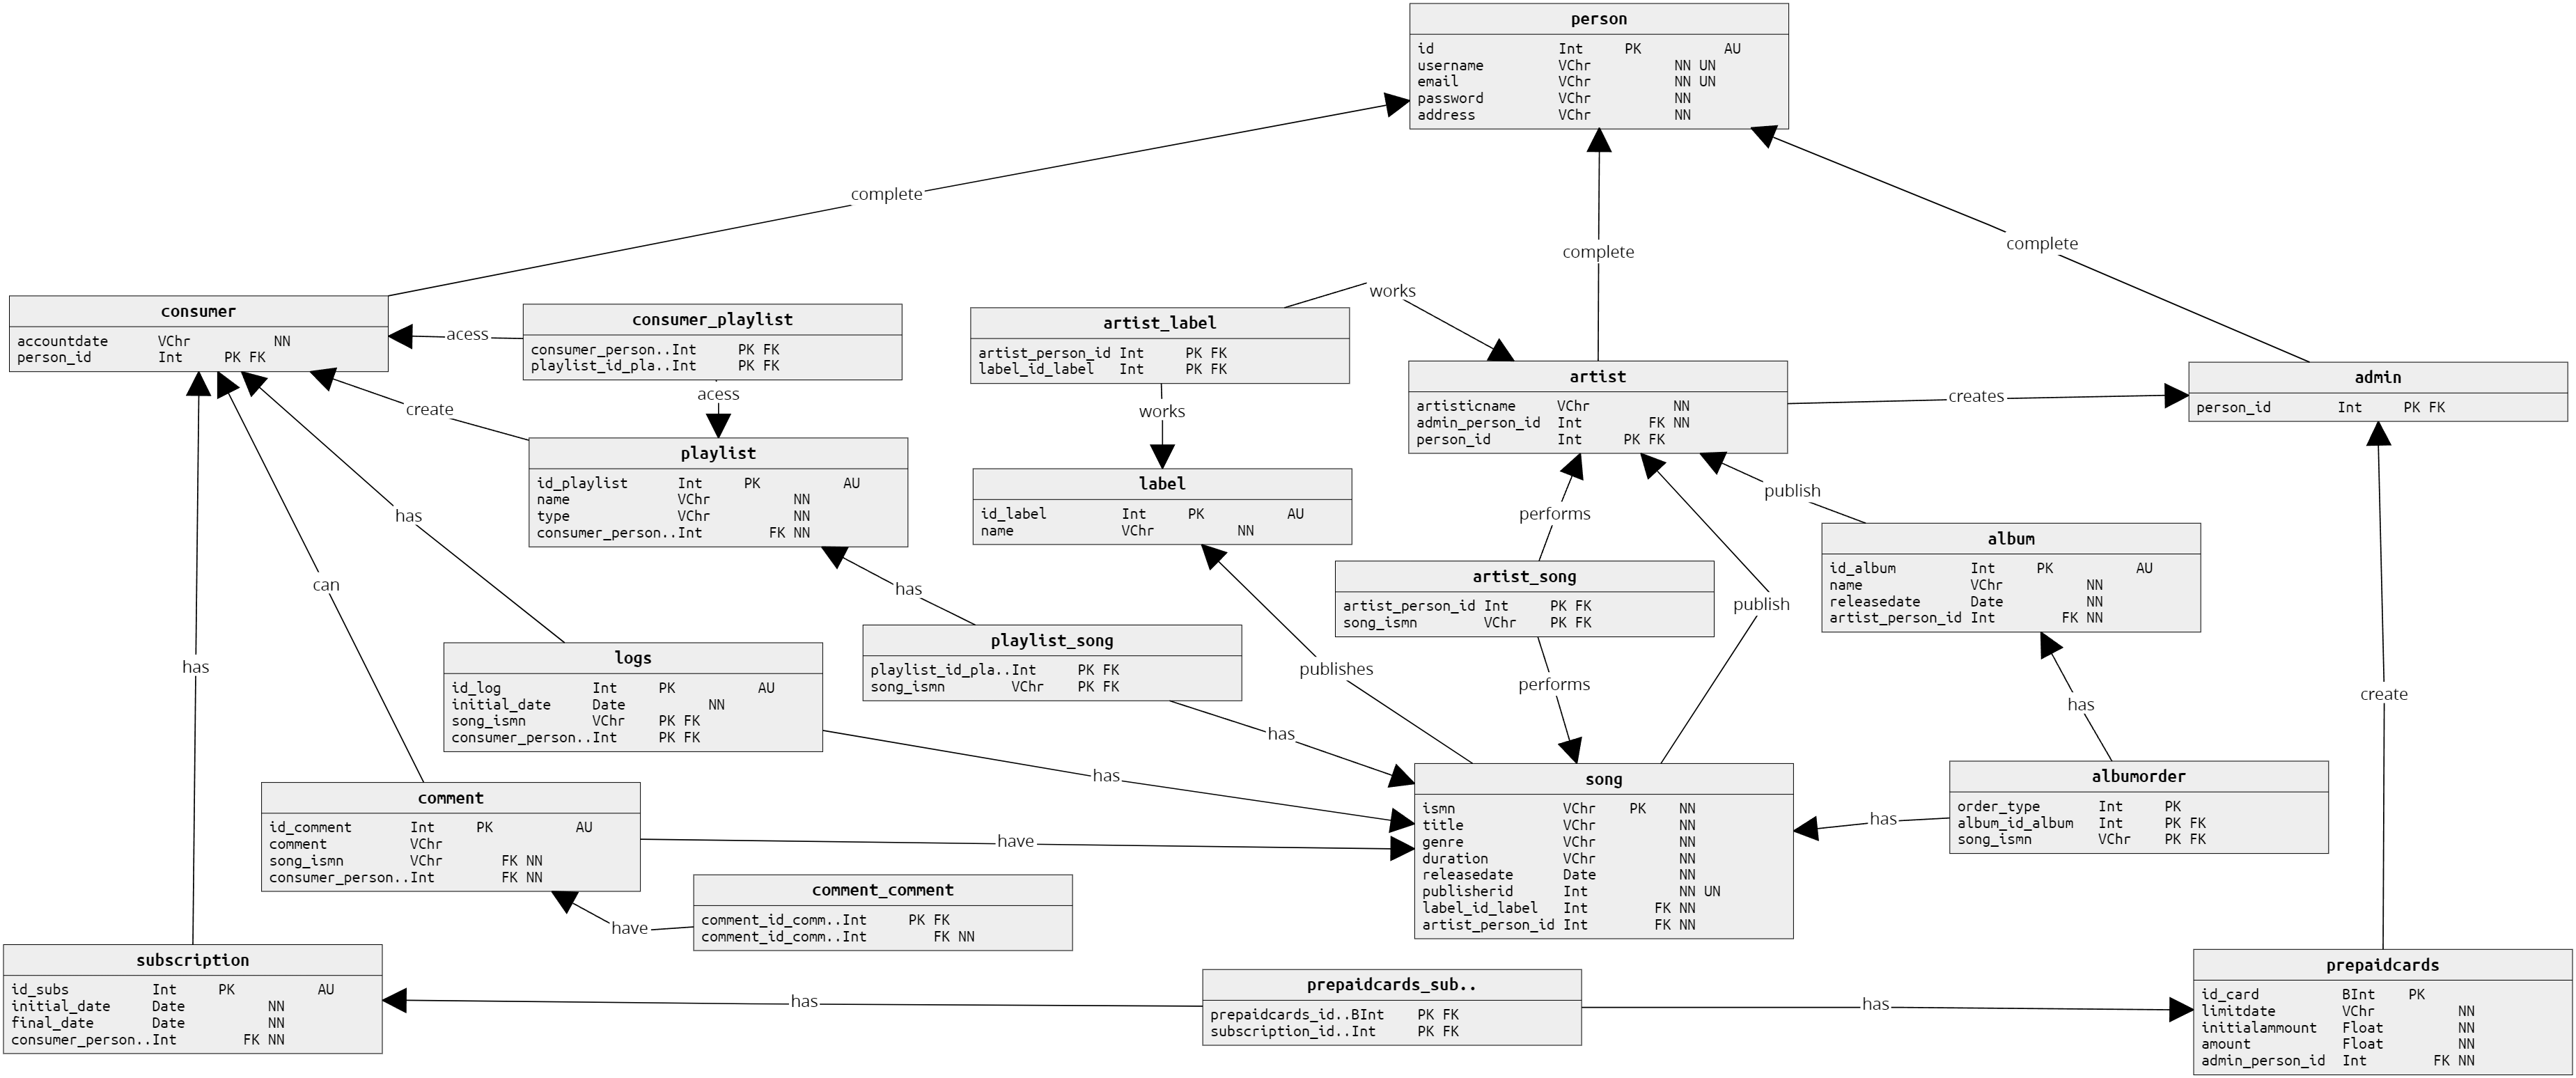 person
id Int PK AU
username VChr NN UN
email VChr NN UN
password VChr NN
address VChr NN
complete
complete
complete
consumer
accountdate VChr NN
person_id Int PK FK
acess
consumer_playlist
consumer_person..Int PK FK
playlist_id_pla..Int PK FK
artist_label
artist_person_id Int PK FK
label_id_label Int PK FK
works
artist
artisticname VChr NN
admin_person_id Int FK NN
person_id Int PK FK
creates
admin
person_id Int PK FK
acess
create
works
playlist
id_playlist Int PK AU
name VChr NN
type VChr NN
consumer_person..Int FK NN
label
id_label Int PK AU
name VChr NN
publish
performs
has
album
id_album Int PK AU
name VChr NN
releasedate Date NN
artist_person_id Int FK NN
can
has
artist_song
artist_person_id Int PK FK
song_ismn VChr PK FK
publish
logs
id_log Int PK AU
initial_date Date NN
song_ismn VChr PK FK
consumer_person..Int PK FK
playlist_song
playlist_id_pla..Int PK FK
song_ismn VChr PK FK
has
publishes
performs
create
has
has
has
comment
id_comment Int PK AU
comment VChr
song_ismn VChr FK NN
consumer_person..Int FK NN
have
song
ismn VChr PK NN
title VChr NN
genre VChr NN
duration VChr NN
releasedate Date NN
publisherid Int NN UN
label_id_label Int FK NN
artist_person_id Int FK NN
has
albumorder
order_type Int PK
album_id_album Int PK FK
song_ismn VChr PK FK
have
comment_comment
comment_id_comm..Int PK FK
comment_id_comm..Int FK NN
subscription
id_subs Int PK AU
initial_date Date NN
final_date Date NN
consumer_person..Int FK NN
has
prepaidcards_sub..
prepaidcards_id..BInt PK FK
subscription_id..Int PK FK
has
prepaidcards
id_card BInt PK
limitdate VChr NN
initialammount Float NN
amount Float NN
admin_person_id Int FK NN